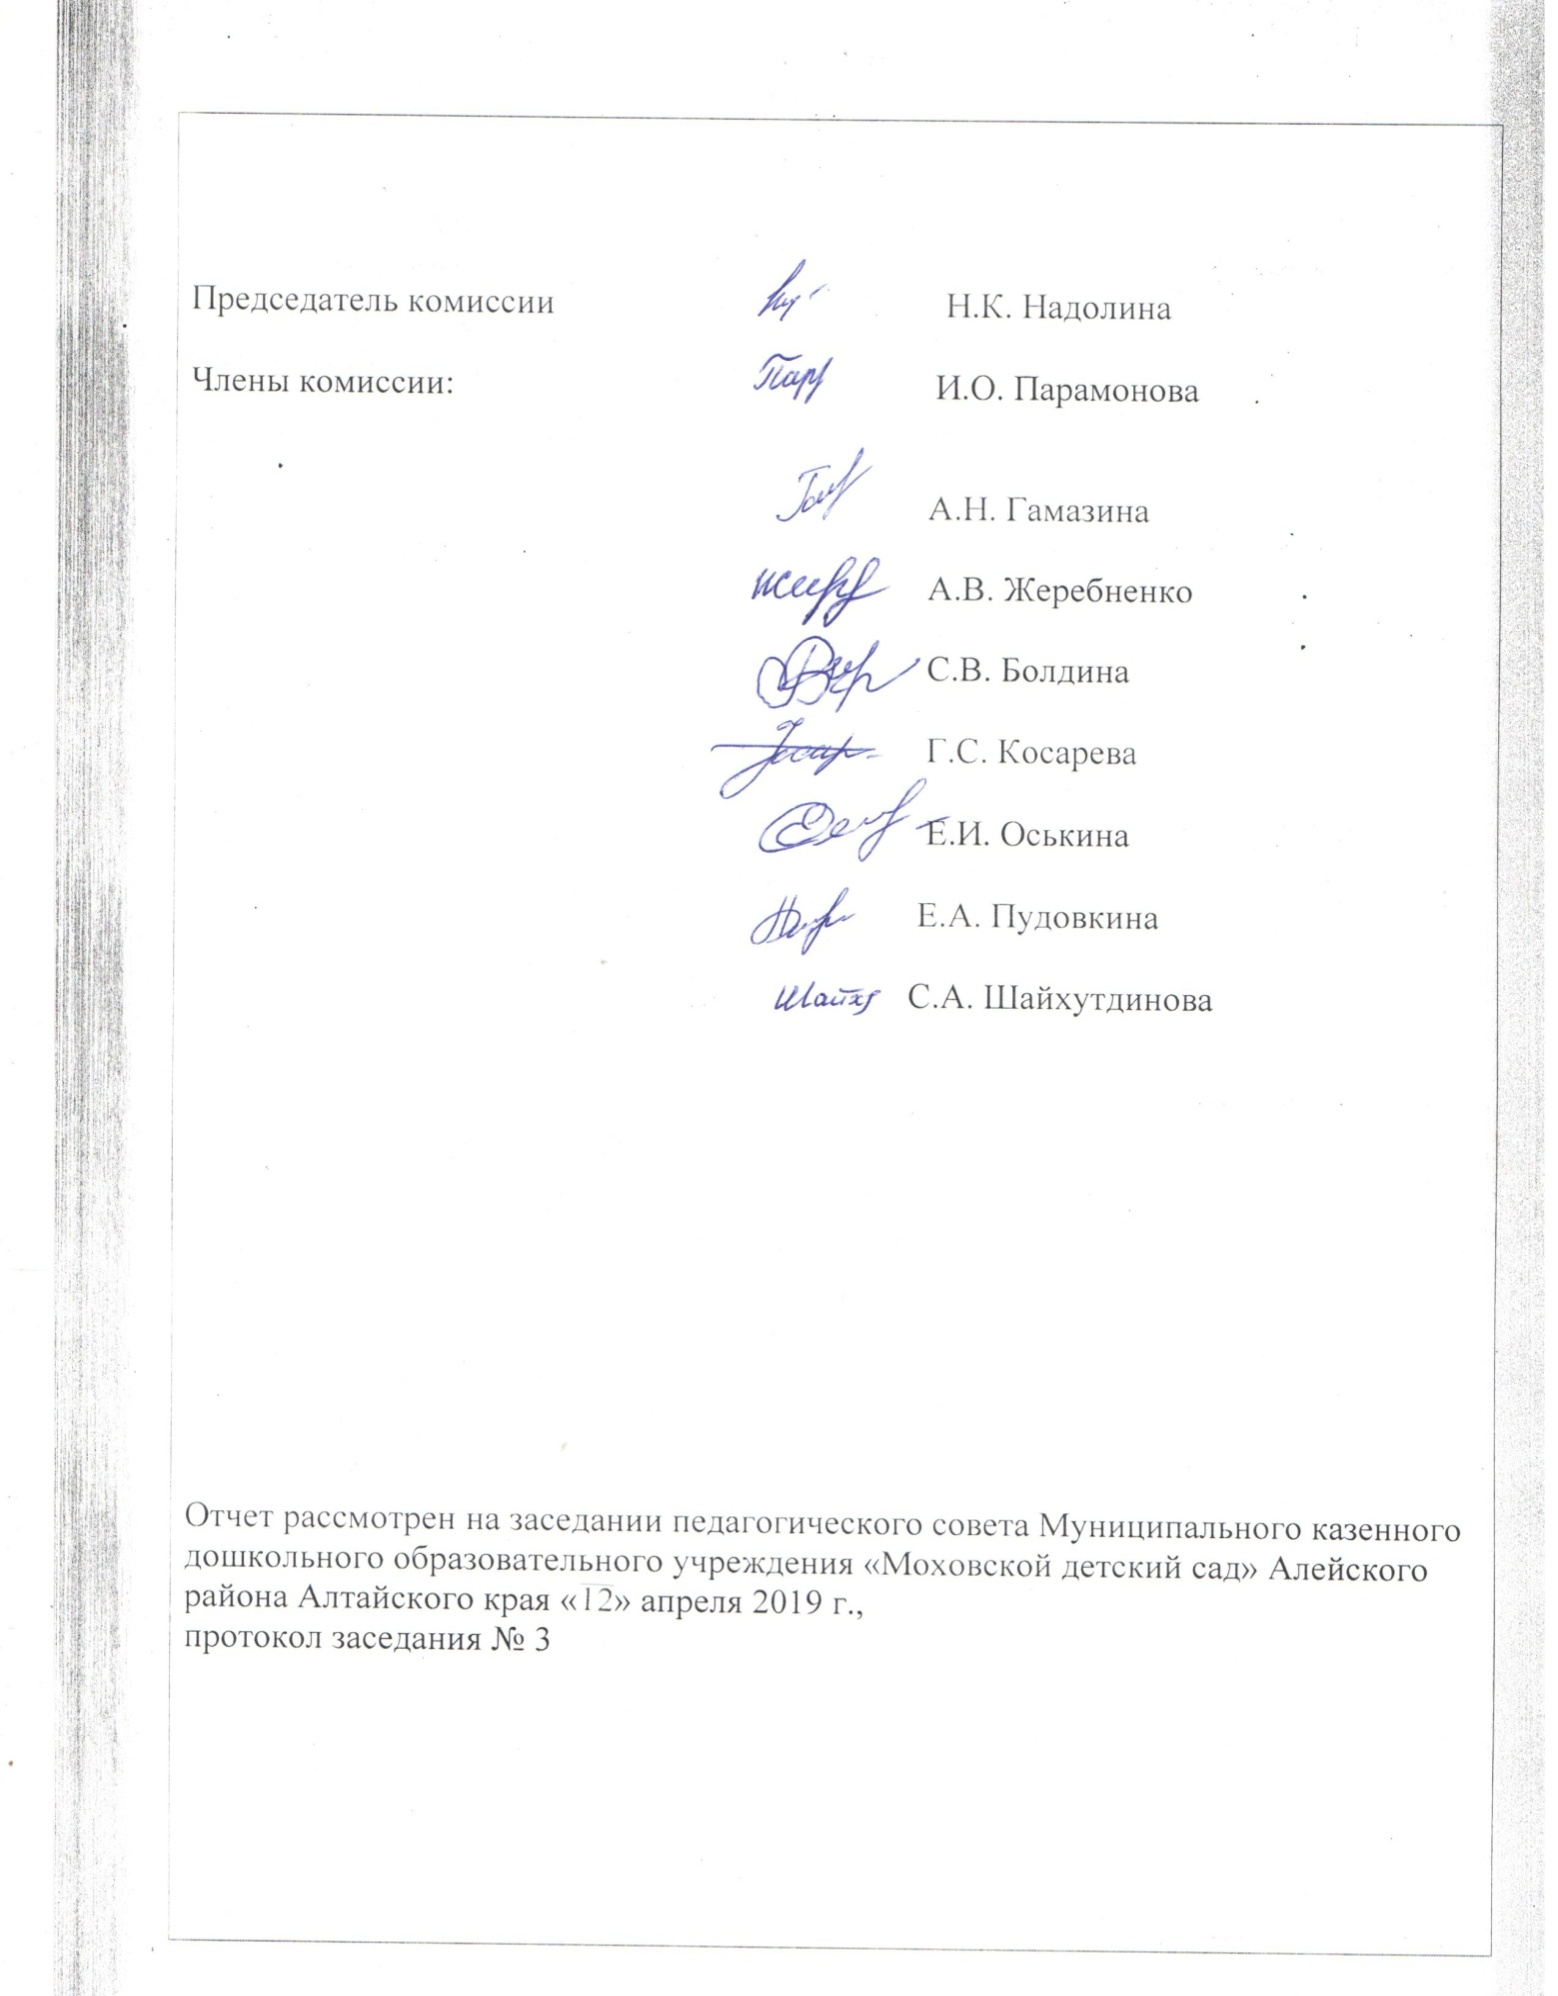 Председатель комиссии Н.К. Надолина
Члены комиссии: Пар И.О. Парамонова
А.Н. Гамазина
А.В. Жеребненко
С.В. Болдина
Г.С. Косарева
Е.И. Оськина
Е.А. Пудовкина
Шайх С.А. Шайхутдинова
Отчет рассмотрен на заседании педагогического совета Муниципального казенного
дошкольного образовательного учреждения «Моховской детский сад» Алейского
района Алтайского края «12» апреля 2019 г.,
протокол заседания № 3